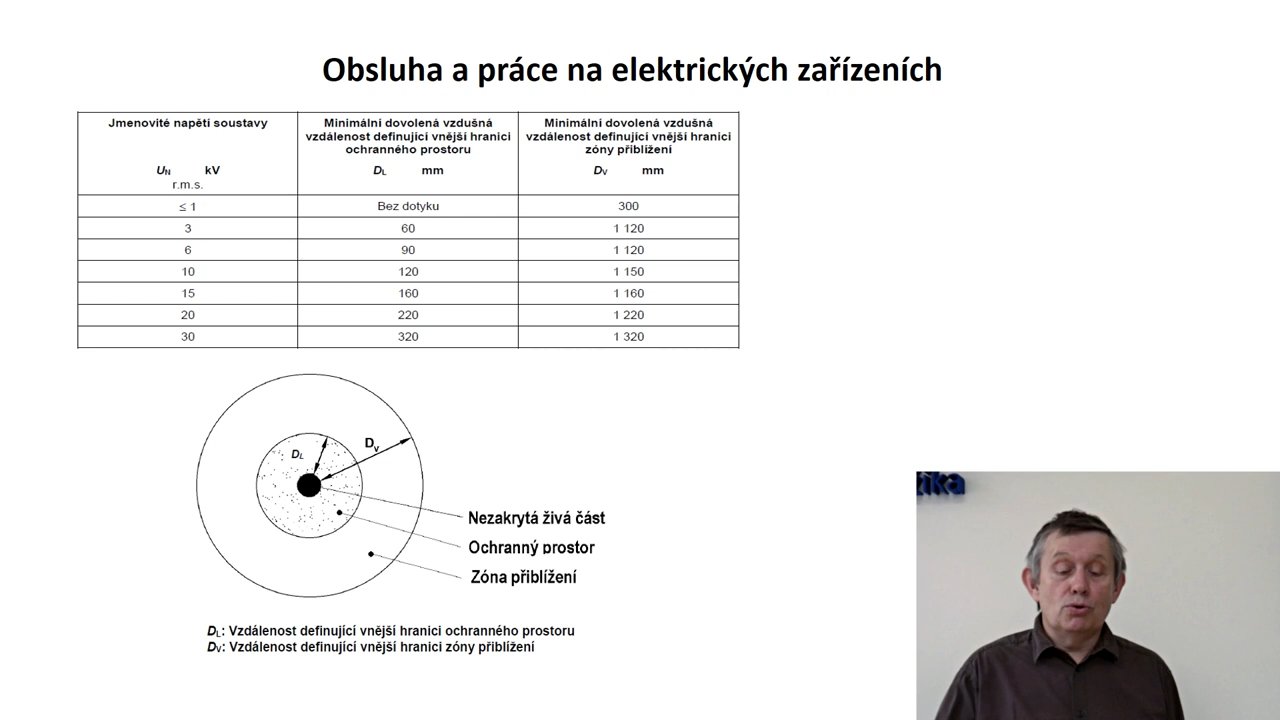 Obsluha a práce na elektrických zařízeních
Jmenovité napětí soustavy
UN kV
r.m.s.
Minimální dovolená vzdušná
vzdálenost definující vnější hranici
ochranného prostoru
DL mm
Minimální dovolená vzdušná
vzdálenost definující vnější hranici
zóny přiblížení
DV mm
≤ 1 Bez dotyku 300
3 60 1 120
6 90 1 120
10 120 1 150
15 160 1 160
20 220 1 220
30 320 1 320
DL
Dv
Nezakrytá živá část
Ochranný prostor
Zóna přiblížení
DL: Vzdálenost definující vnější hranici ochranného prostoru
DV: Vzdálenost definující vnější hranici zóny přiblížení